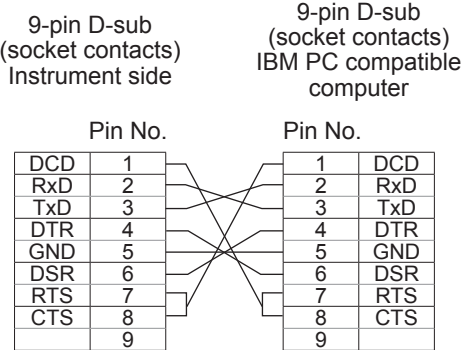 9-pin D-sub
(socket contacts)
Instrument side
9-pin D-sub
(socket contacts)
IBM PC compatible
computer
Pin No. Pin No.
DCD 1 1 DCD
RxD 2 2 RxD
TxD 3 3 TxD
DTR 4 4 DTR
GND 5 5 GND
DSR 6 6 DSR
RTS 7 7 RTS
CTS 8 8 CTS
9 9